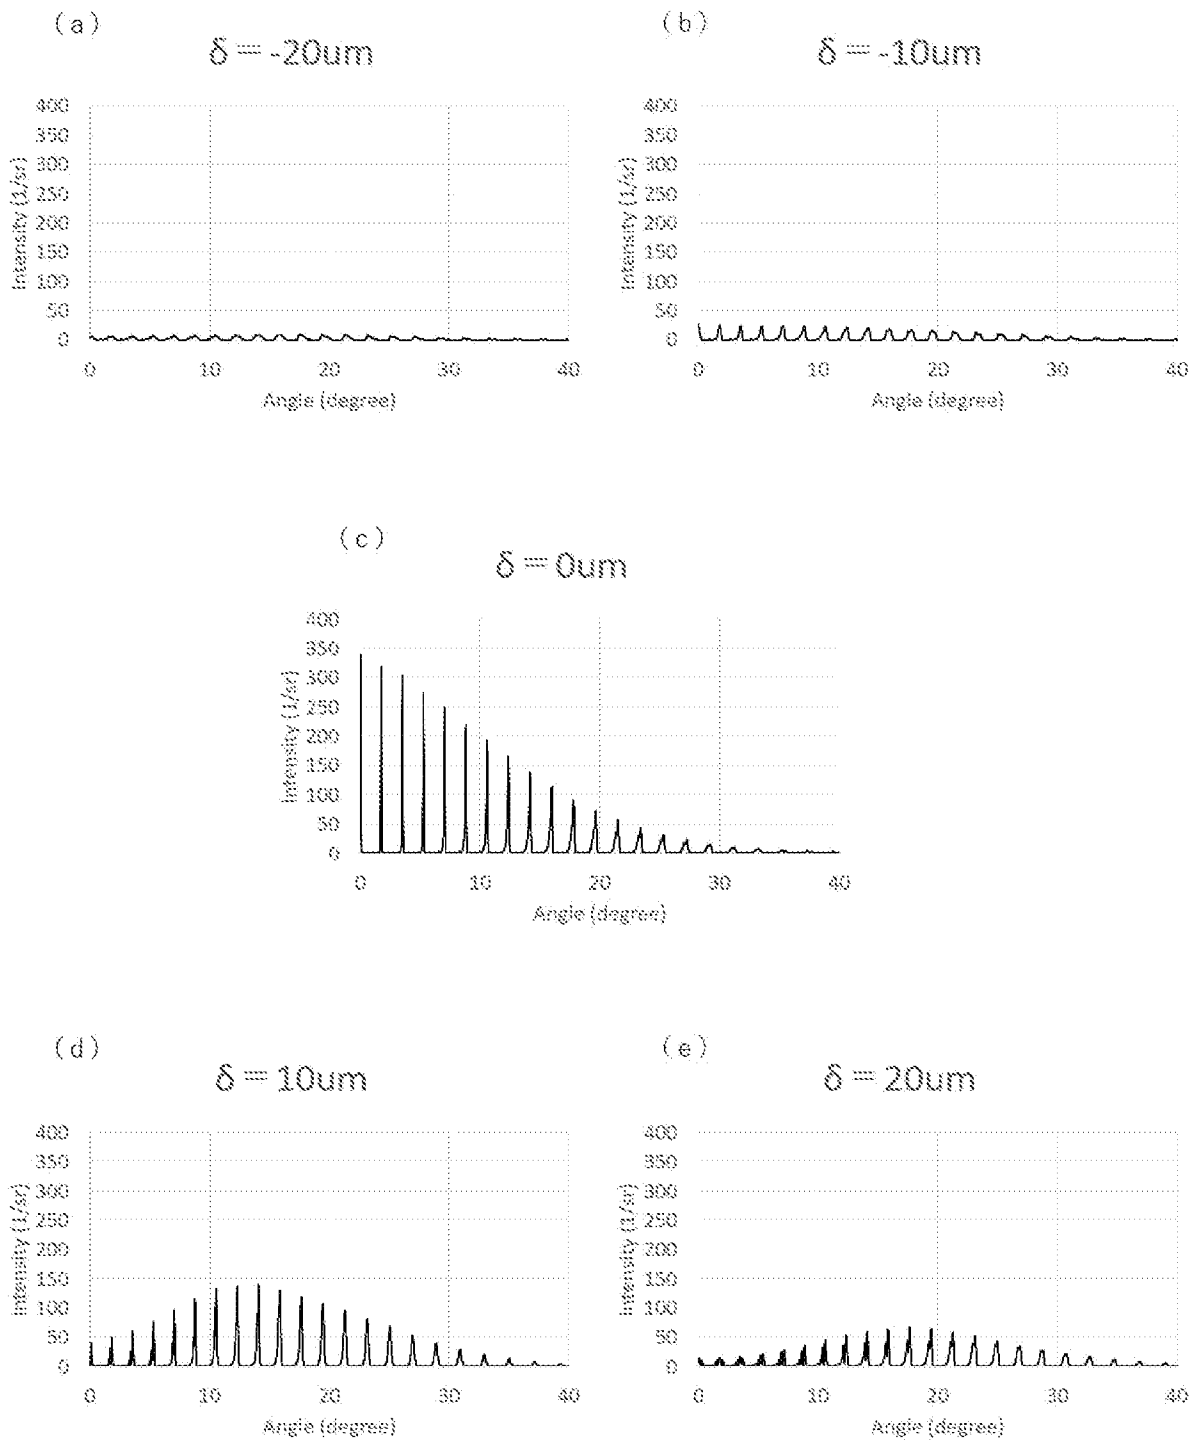 (a)
δ = -20um
400
350
300
250
200
150
100
50
0
Intensity (1/sr)
0 10 20 30 40
Angle (degree)
(b)
δ = -10um
400
350
300
250
200
150
100
50
0
Intensity (1/sr)
0 10 20 30 40
Angle (degree)
(c)
δ = 0um
400
350
300
250
200
150
100
50
0
Intensity (1/sr)
0 10 20 30 40
Angle (degree)
(d)
δ = 10um
400
350
300
250
200
150
100
50
0
Intensity (1/sr)
0 10 20 30 40
Angle (degree)
(e)
δ = 20um
400
350
300
250
200
150
100
50
0
Intensity (1/sr)
0 10 20 30 40
Angle (degree)